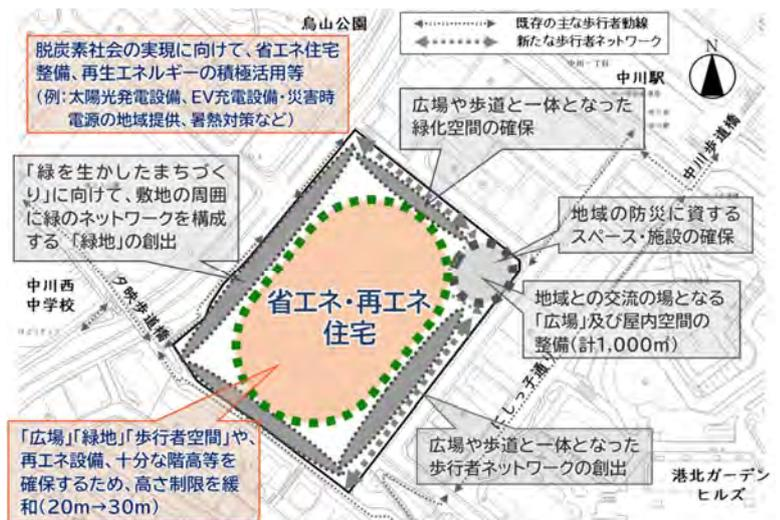 烏山公園
既存の主な歩行者動線
新たな歩行者ネットワーク
脱炭素社会の実現に向けて、省エネ住宅
整備、再生エネルギーの積極活用等
(例:太陽光発電設備、EV充電設備・災害時
電源の地域提供、暑熱対策など)
中川一丁目
中川駅
N
中川歩道橋
広場や歩道と一体となった
緑化空間の確保
「緑を生かしたまちづく
り」に向けて、敷地の周囲
に緑のネットワークを構成
する 「緑地」の創出
地域の防災に資する
スペース・施設の確保
中川西
中学校
夕映歩道橋
省エネ・再エネ
住宅
地域との交流の場となる
「広場」及び屋内空間の
整備(計1,000㎡)
にしっ子通り
「広場」「緑地」「歩行者空間」や、
再エネ設備、十分な階高等を
確保するため、高さ制限を緩
和(20m→30m)
広場や歩道と一体となった
歩行者ネットワークの創出
港北ガーデン
ヒルズ